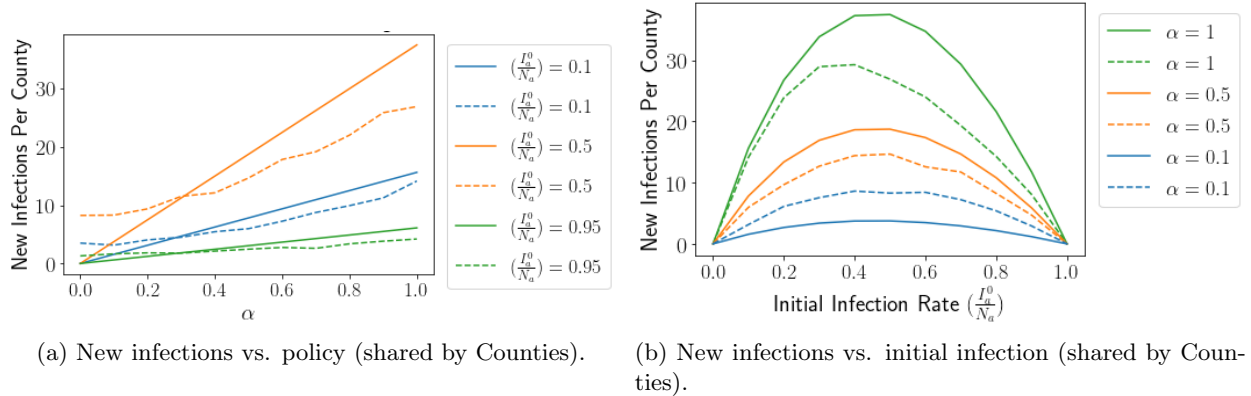 New Infections Per County
30
20
10
0
0.0 0.2 0.4 0.6 0.8 1.0
α
(I_a^0/N_a) = 0.1
(I_a^0/N_a) = 0.1
(I_a^0/N_a) = 0.5
(I_a^0/N_a) = 0.5
(I_a^0/N_a) = 0.95
(I_a^0/N_a) = 0.95
(a) New infections vs. policy (shared by Counties).
New Infections Per County
30
20
10
0
0.0 0.2 0.4 0.6 0.8 1.0
Initial Infection Rate (I_a^0/N_a)
α = 1
α = 1
α = 0.5
α = 0.5
α = 0.1
α = 0.1
(b) New infections vs. initial infection (shared by Coun-
ties).